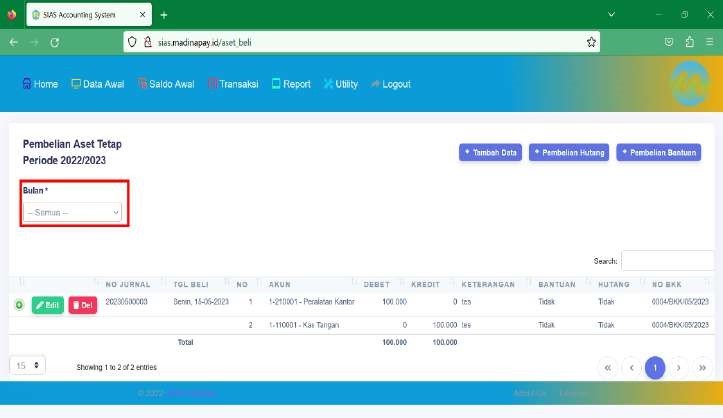 SIAS Accounting System
sias.madinapay.id/aset_beli
Home Data Awal Saldo Awal Transaksi Report Utility Logout
Pembelian Aset Tetap
Periode 2022/2023
+ Tambah Data + Pembelian Hutang + Pembelian Bantuan
Bulan *
-- Semua --
Search:
NO JURNAL TGL BELI NO AKUN DEBET KREDIT KETERANGAN BANTUAN HUTANG NO BKK
Edit Del 20230500003 Senin, 15-05-2023 1 1-210001 - Peralatan Kantor 100.000 0 tes Tidak Tidak 0004/BKK/05/2023
2 1-110001 - Kas Tangan 0 100.000 tes Tidak Tidak 0004/BKK/05/2023
Total 100.000 100.000
15 Showing 1 to 2 of 2 entries « ‹ 1 › »
© 2022